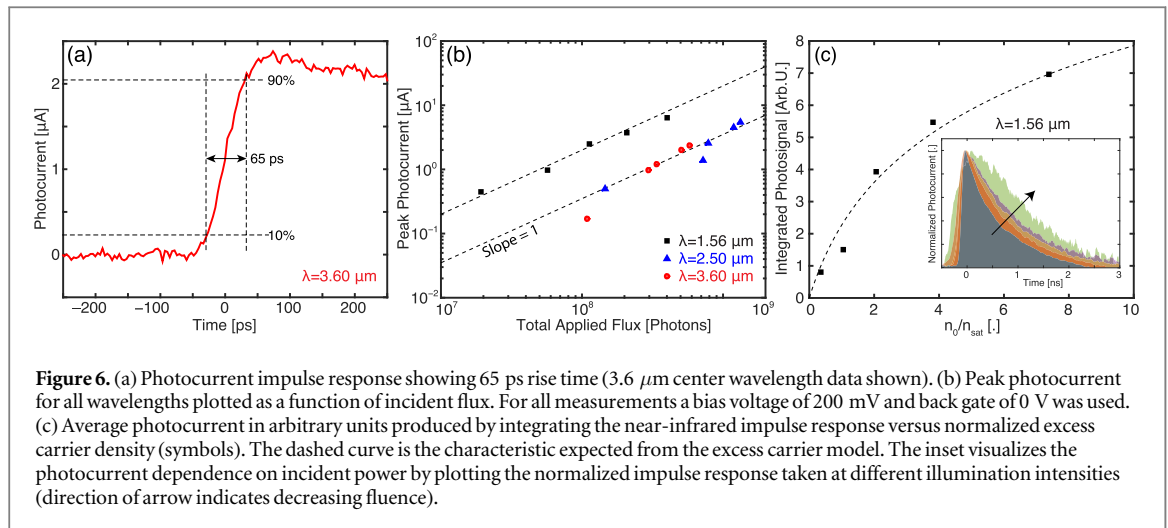 (a)
Photocurrent [µA]
2
1
0
90%
65 ps
10%
λ=3.60 µm
−200 −100 0 100 200
Time [ps]
(b)
Peak Photocurrent [µA]
10²
10¹
10⁰
10⁻¹
10⁻²
Slope = 1
λ=1.56 µm
λ=2.50 µm
λ=3.60 µm
10⁷ 10⁸ 10⁹
Total Applied Flux [Photons]
(c)
Integrated Photosignal [Arb.U.]
8
7
6
5
4
3
2
1
0
λ=1.56 µm
Normalized Photocurrent [.]
0 1 2 3
Time [ns]
0 2 4 6 8 10
n₀/nₛₐₜ [.]
Figure 6. (a) Photocurrent impulse response showing 65 ps rise time (3.6 μm center wavelength data shown). (b) Peak photocurrent
for all wavelengths plotted as a function of incident flux. For all measurements a bias voltage of 200 mV and back gate of 0 V was used.
(c) Average photocurrent in arbitrary units produced by integrating the near-infrared impulse response versus normalized excess
carrier density (symbols). The dashed curve is the characteristic expected from the excess carrier model. The inset visualizes the
photocurrent dependence on incident power by plotting the normalized impulse response taken at different illumination intensities
(direction of arrow indicates decreasing fluence).